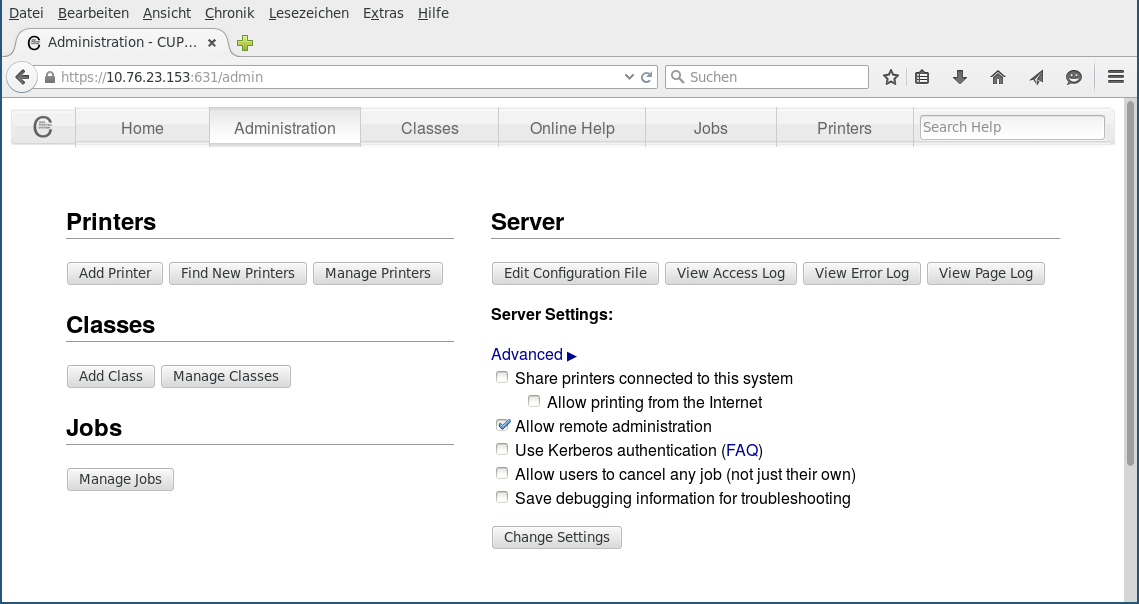 Datei Bearbeiten Ansicht Chronik Lesezeichen Extras Hilfe
Administration - CUP...
https://10.76.23.153:631/admin Suchen
Home Administration Classes Online Help Jobs Printers Search Help
Printers
Add Printer Find New Printers Manage Printers
Classes
Add Class Manage Classes
Jobs
Manage Jobs
Server
Edit Configuration File View Access Log View Error Log View Page Log
Server Settings:
Advanced ▶
Share printers connected to this system
Allow printing from the Internet
Allow remote administration
Use Kerberos authentication (FAQ)
Allow users to cancel any job (not just their own)
Save debugging information for troubleshooting
Change Settings